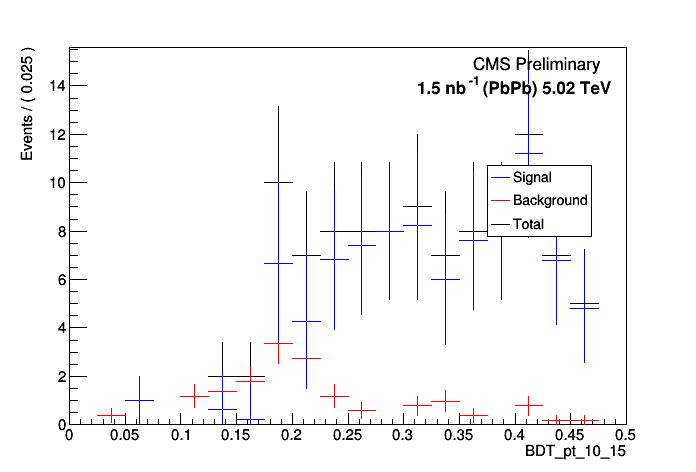 CMS Preliminary
1.5 nb⁻¹ (PbPb) 5.02 TeV
Events / ( 0.025 )
14
12
10
8
6
4
2
0
Signal
Background
Total
0 0.05 0.1 0.15 0.2 0.25 0.3 0.35 0.4 0.45 0.5
BDT_pt_10_15